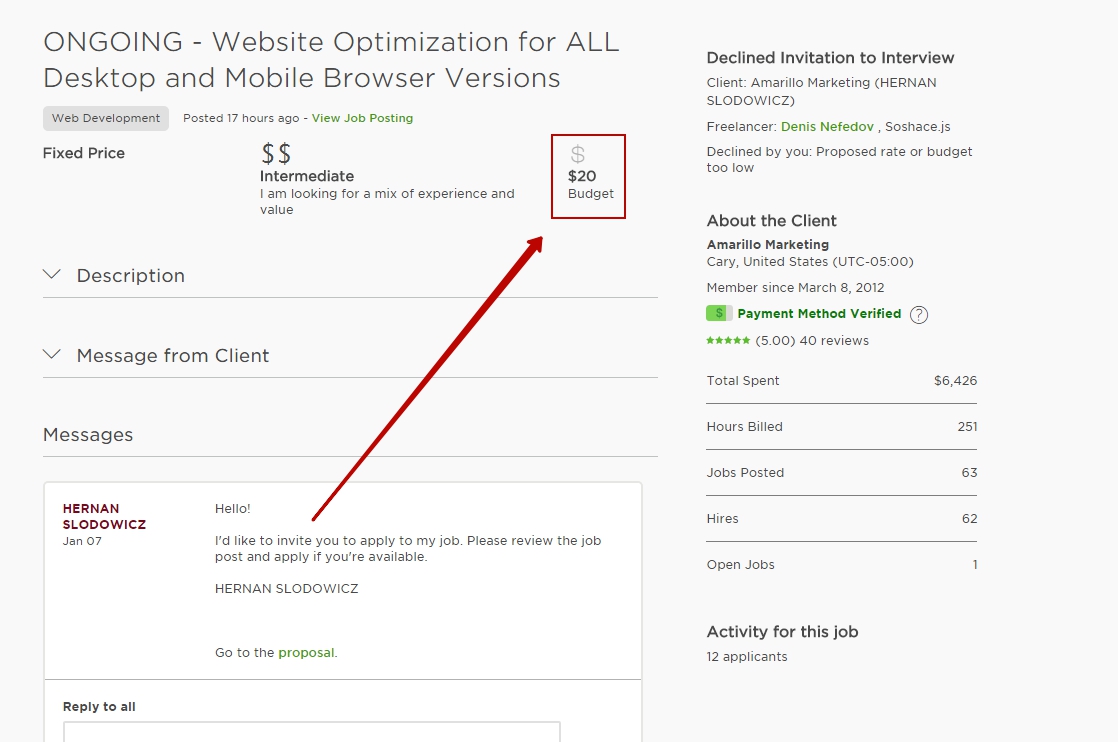 ONGOING - Website Optimization for ALL
Desktop and Mobile Browser Versions
Web Development
Posted 17 hours ago - View Job Posting
Fixed Price
$$
Intermediate
I am looking for a mix of experience and
value
$
$20
Budget
Description
Message from Client
Messages
HERNAN
SLODOWICZ
Jan 07
Hello!
I'd like to invite you to apply to my job. Please review the job
post and apply if you're available.
HERNAN SLODOWICZ
Go to the proposal.
Reply to all
Declined Invitation to Interview
Client: Amarillo Marketing (HERNAN
SLODOWICZ)
Freelancer: Denis Nefedov , Soshace.js
Declined by you: Proposed rate or budget
too low
About the Client
Amarillo Marketing
Cary, United States (UTC-05:00)
Member since March 8, 2012
$ Payment Method Verified ?
(5.00) 40 reviews
Total Spent $6,426
Hours Billed 251
Jobs Posted 63
Hires 62
Open Jobs 1
Activity for this job
12 applicants